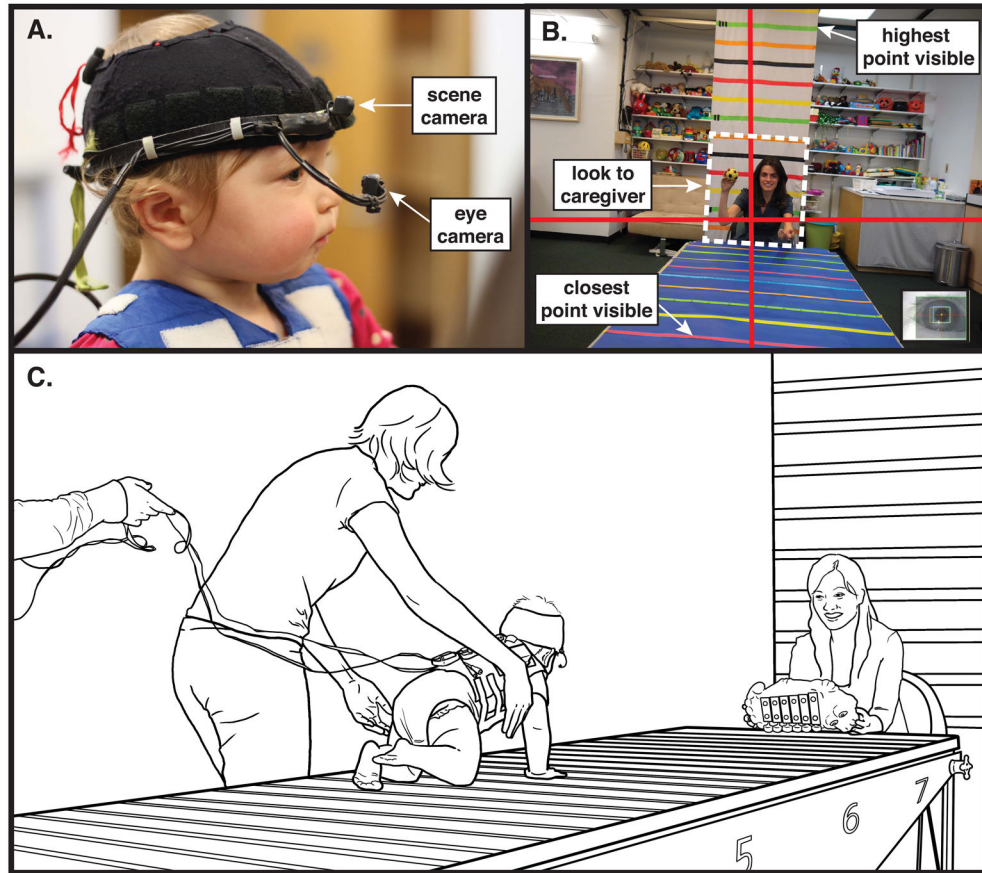 A.
scene
camera
eye
camera
B.
highest
point visible
look to
caregiver
closest
point visible
C.
5
6
7